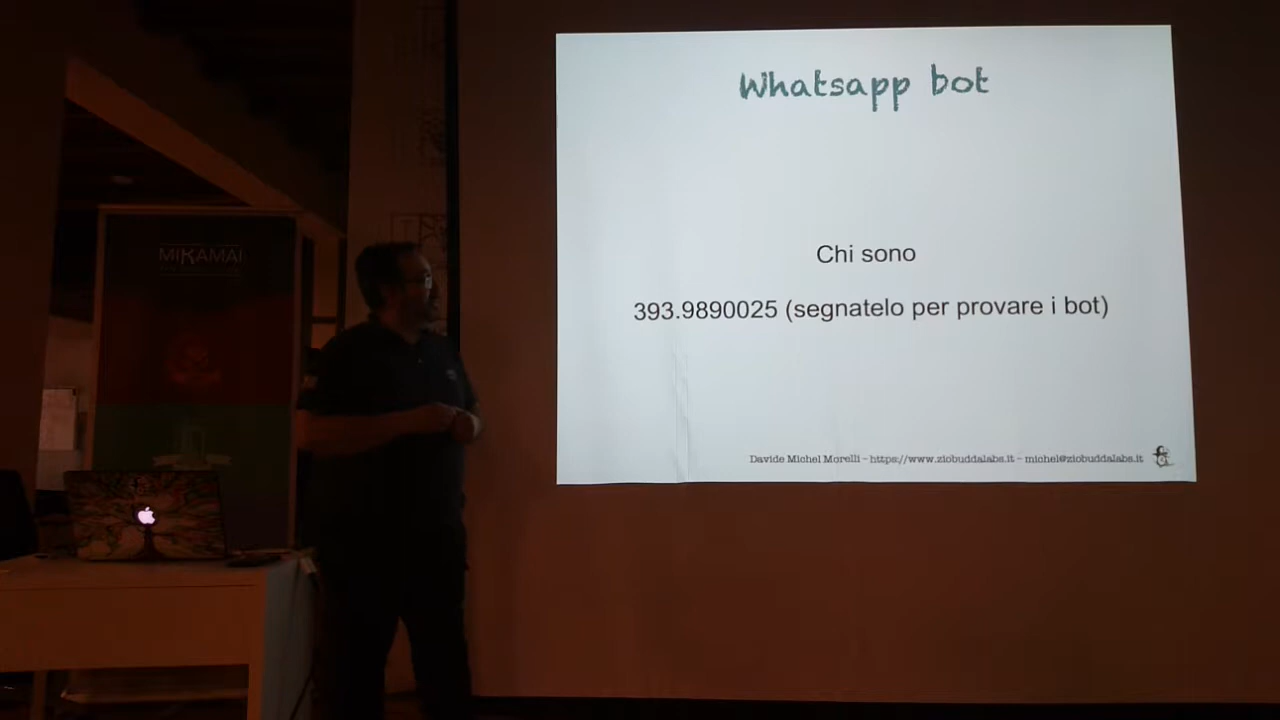 Whatsapp bot
Chi sono
393.9890025 (segnatelo per provare i bot)
Davide Michel Morelli - https://www.ziobuddalabs.it - michel@ziobuddalabs.it
MIKAMAI